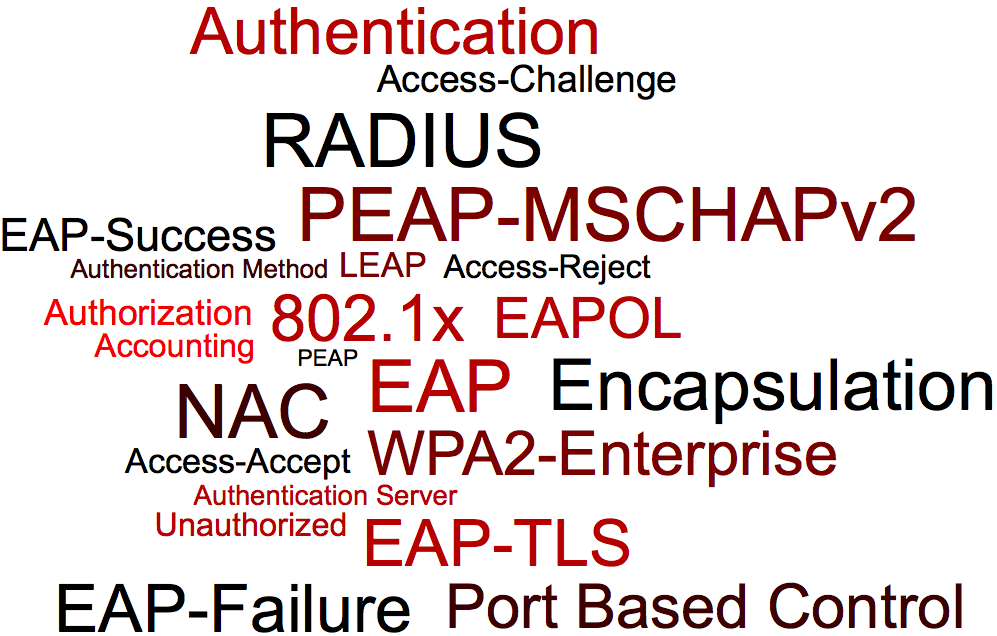 Authentication
Access-Challenge
RADIUS
PEAP-MSCHAPv2
EAP-Success
Authentication Method
LEAP
Access-Reject
Authorization
802.1x
EAPOL
Accounting
PEAP
EAP
Encapsulation
NAC
Access-Accept
WPA2-Enterprise
Authentication Server
Unauthorized
EAP-TLS
EAP-Failure
Port Based Control